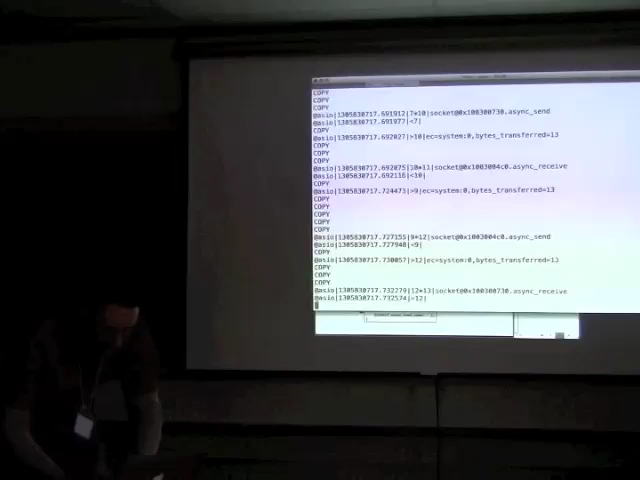 COPY
COPY
COPY
@asio|1305830717.691912|7*10|socket@0x100300730.async_send
@asio|1305830717.691977|<7|
COPY
@asio|1305830717.692027|>10|ec=system:0,bytes_transferred=13
COPY
COPY
COPY
@asio|1305830717.692075|10*11|socket@0x1003004c0.async_receive
@asio|1305830717.692116|<10|
COPY
@asio|1305830717.724473|>9|ec=system:0,bytes_transferred=13
COPY
COPY
COPY
COPY
COPY
@asio|1305830717.727155|9*12|socket@0x1003004c0.async_send
@asio|1305830717.727948|<9|
COPY
@asio|1305830717.730057|>12|ec=system:0,bytes_transferred=13
COPY
COPY
COPY
@asio|1305830717.732279|12*13|socket@0x100300730.async_receive
@asio|1305830717.732574|<12|